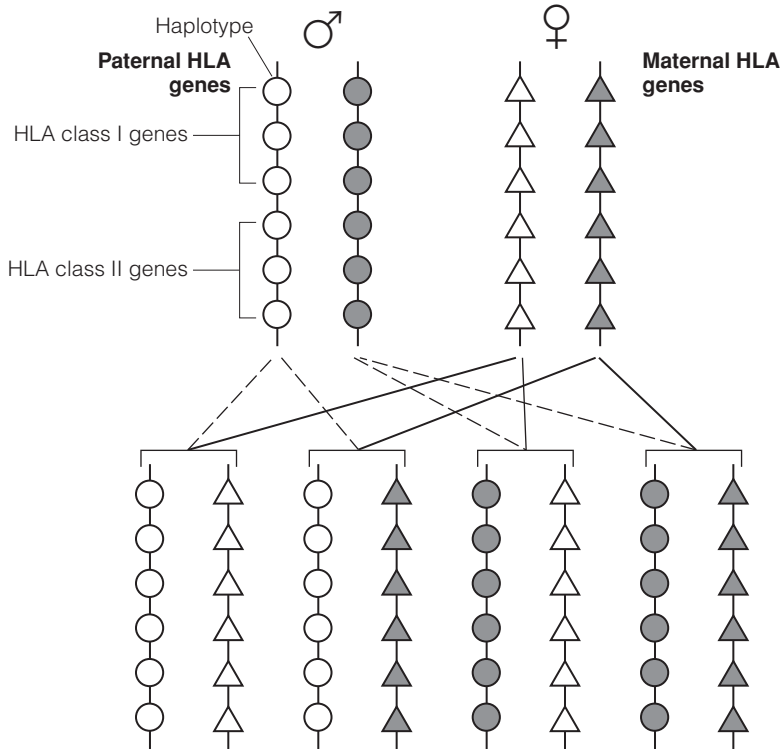 Haplotype
Paternal HLA
genes
Maternal HLA
genes
HLA class I genes
HLA class II genes